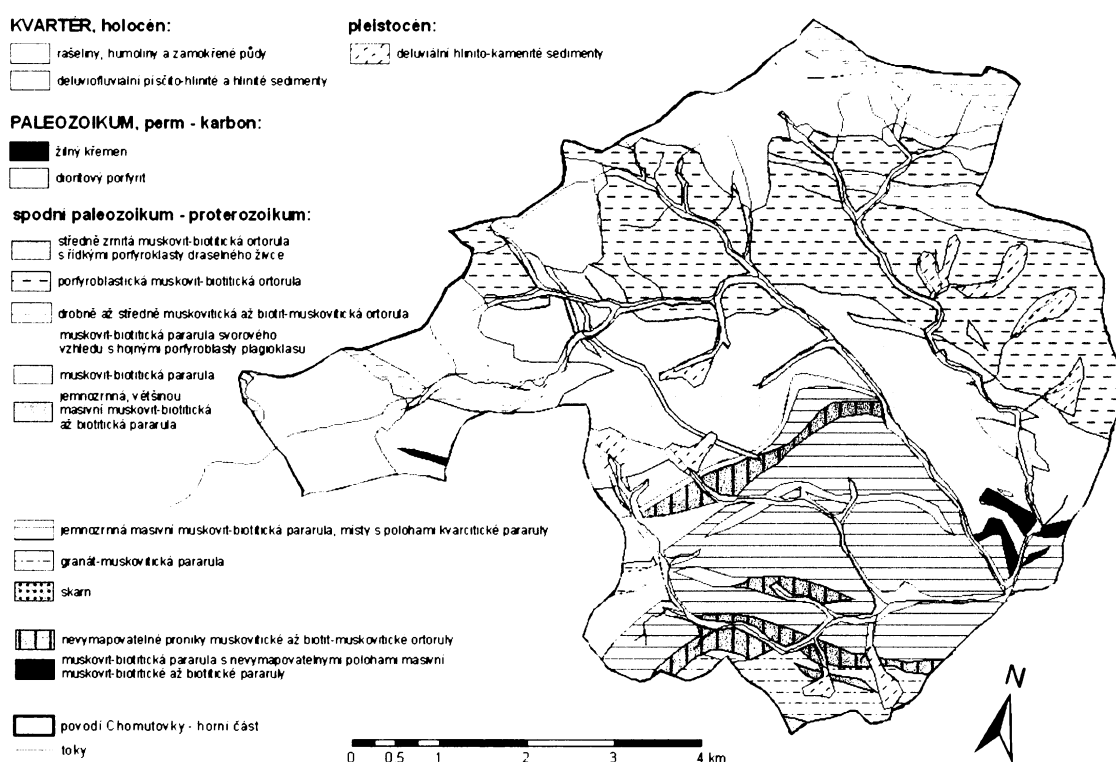 KVARTÉR, holocén:
rašeliny, humoliny a zamokřené půdy
deluviofluvialní písčito-hlinité a hlinité sedimenty
pleistocén:
deluviální hlinito-kamenité sedimenty
PALEOZOIKUM, perm - karbon:
žilný křemen
dioritový porfyrit
spodní paleozoikum - proterozoikum:
středně zrnitá muskovit-biotitická ortorula
s řídkými porfyroklasty draselného živce
porfyroblastická muskovit-biotitická ortorula
drobně až středně muskovitická až biotit-muskovitická ortorula
muskovit-biotitická pararula svorového
vzhledu s hojnými porfyroblasty plagioklasu
muskovit-biotitická pararula
jemnozrnná, většinou
masivní muskovit-biotitická
až biotitická pararula
jemnozrnná masivní muskovit-biotitická pararula, místy s polohami kvarcitické pararuly
granát-muskovitická pararula
skarn
nevymapovatelné proniky muskovitické až biotit-muskovitické ortoruly
muskovit-biotitická pararula s nevymapovatelnými polohami masivní
muskovit-biotitické až biotitické pararuly
povodí Chomutovky - horní část
toky
0 0.5 1 2 3 4 km
N